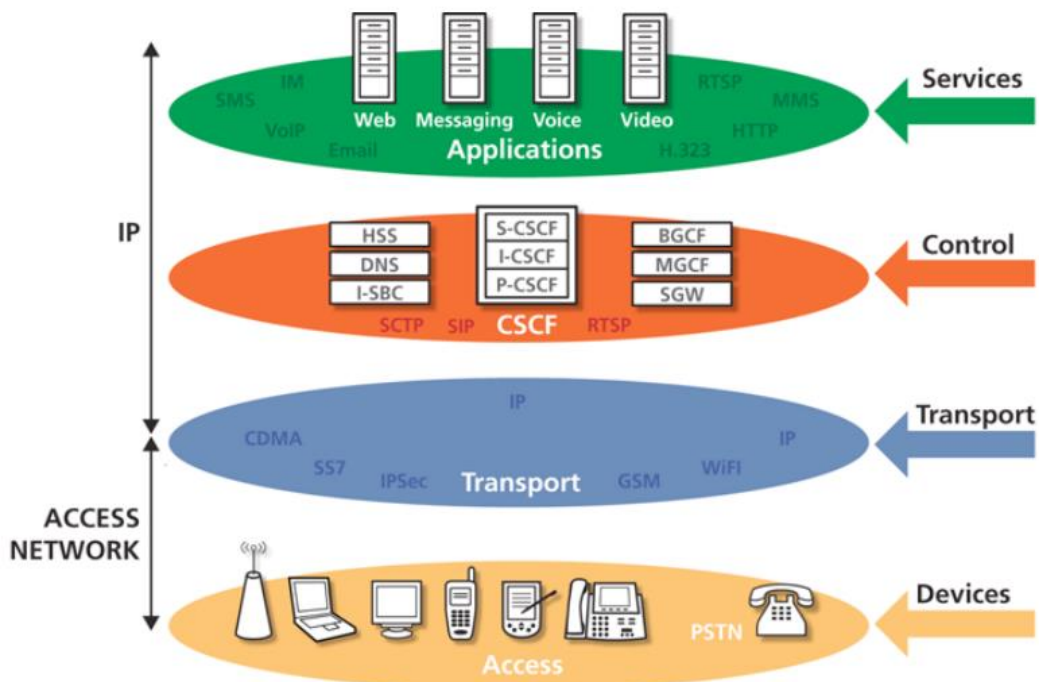 Services
IM
RTSP
SMS
MMS
Web Messaging Voice Video
VoIP
HTTP
Email
Applications
H.323
IP
Control
HSS
S-CSCF
BGCF
DNS
I-CSCF
MGCF
I-SBC
P-CSCF
SGW
SCTP SIP CSCF RTSP
Transport
IP
CDMA
IP
SS7
WiFI
IPSec
Transport
GSM
ACCESS
NETWORK
Devices
PSTN
Access